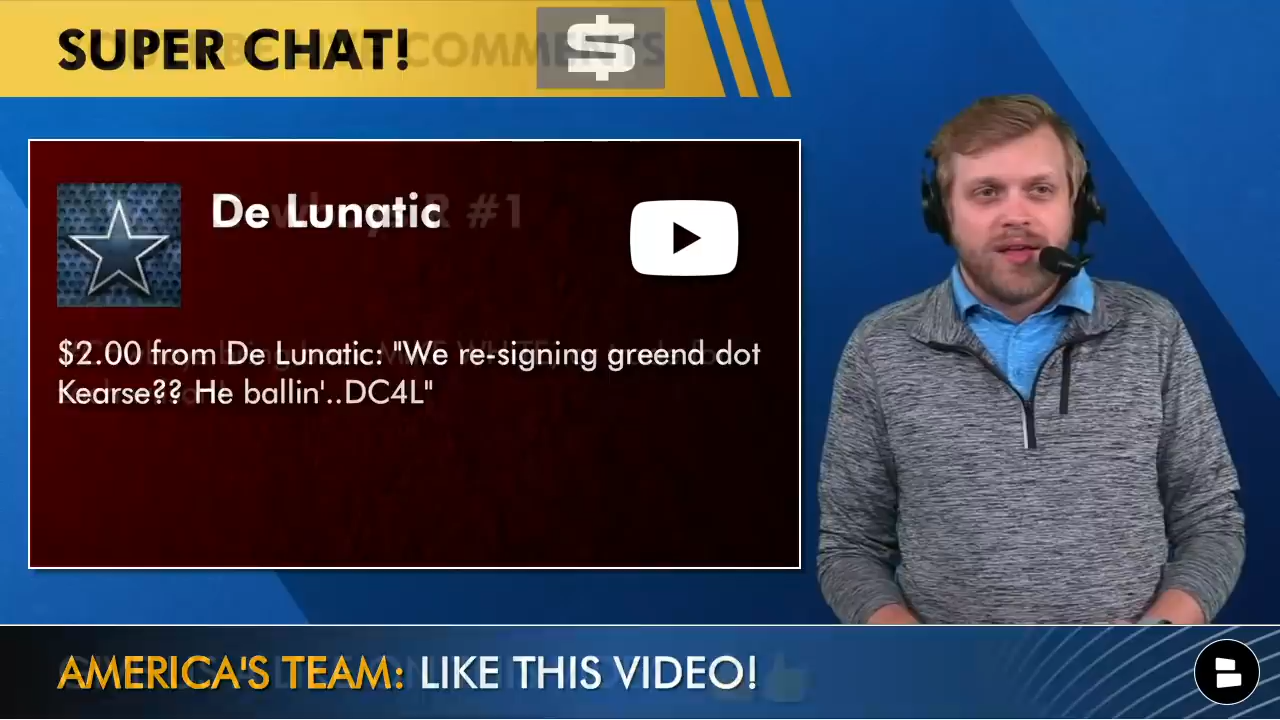 SUPER CHAT!
De Lunatic
$2.00 from De Lunatic: "We re-signing greend dot
Kearse?? He ballin'..DC4L"
AMERICA'S TEAM: LIKE THIS VIDEO!